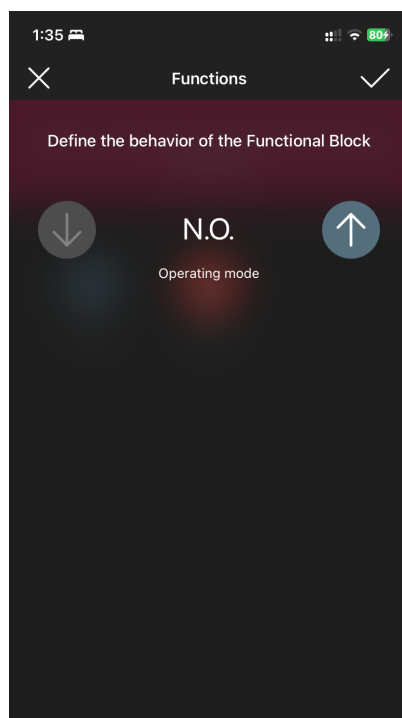 1:35
80
Functions
Define the behavior of the Functional Block
N.O.
Operating mode